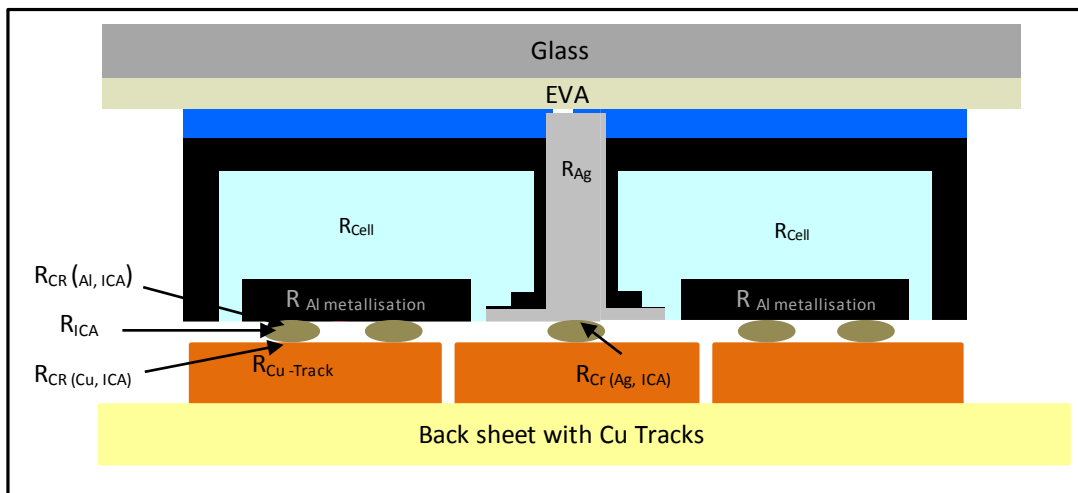 Glass
EVA
RAg
RCell
RCell
RCR (Al, ICA)
R Al metallisation
R Al metallisation
RICA
RCR (Cu, ICA)
RCu -Track
RCr (Ag, ICA)
Back sheet with Cu Tracks